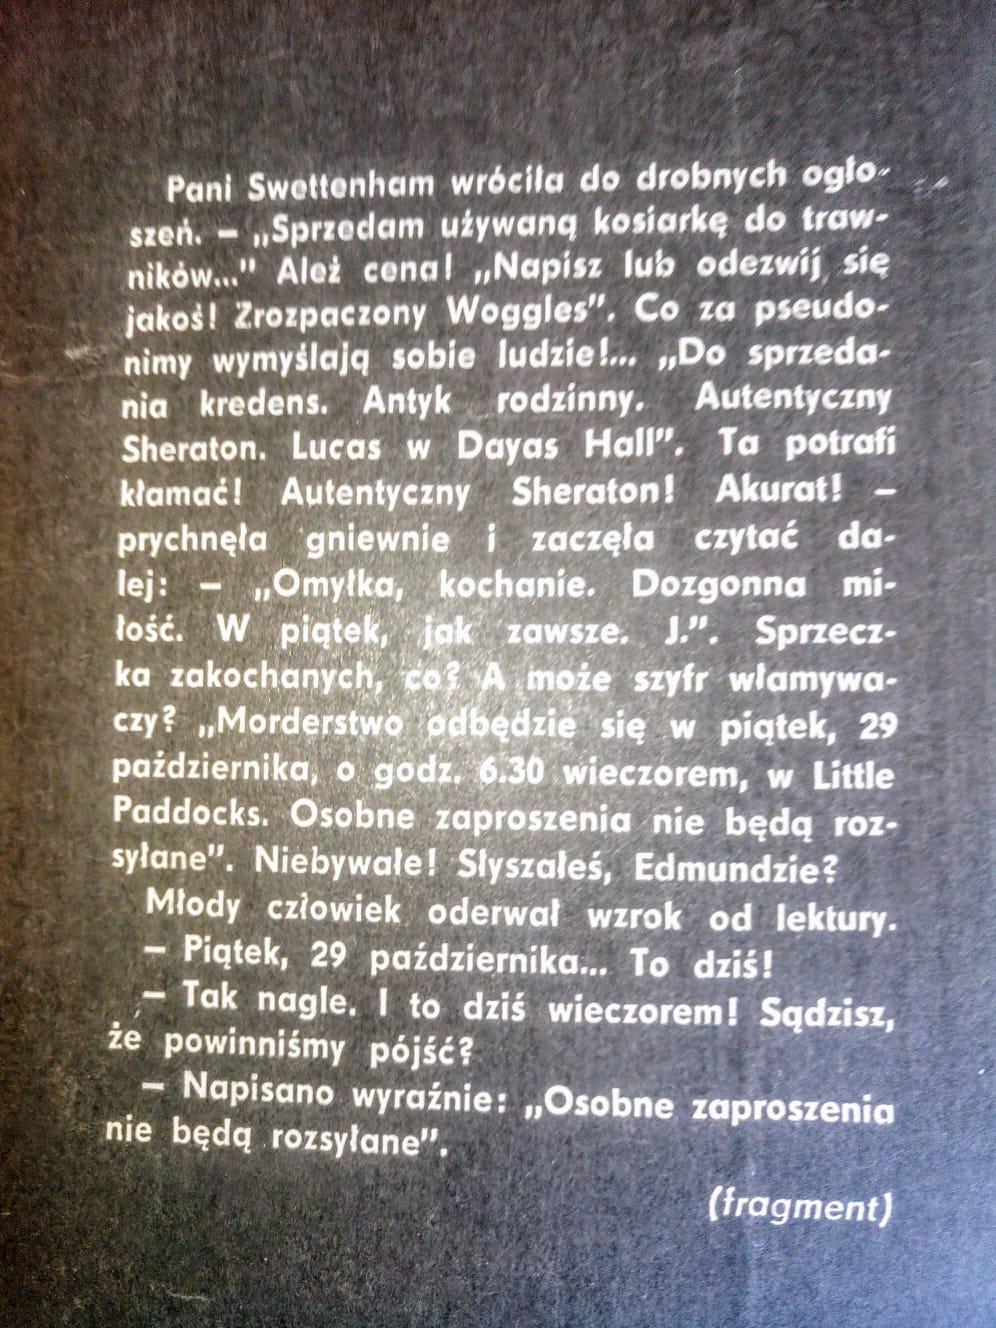 Pani Swettenham wróciła do drobnych ogło-
szeń. – „Sprzedam używaną kosiarkę do traw-
ników..." Ależ cena! „Napisz lub odezwij się
jakoś! Zrozpaczony Woggles". Co za pseudo-
nimy wymyślają sobie ludzie!... „Do sprzeda-
nia kredens. Antyk rodzinny. Autentyczny
Sheraton. Lucas w Dayas Hall". Ta potrafi
kłamać! Autentyczny Sheraton! Akurat! –
prychnęła gniewnie i zaczęła czytać da-
lej: – „Omyłka, kochanie. Dozgonna mi-
łość. W piątek, jak zawsze. J.". Sprzecz-
ka zakochanych, co? A może szyfr włamywa-
czy? „Morderstwo odbędzie się w piątek, 29
października, o godz. 6.30 wieczorem, w Little
Paddocks. Osobne zaproszenia nie będą roz-
syłane". Niebywałe! Słyszałeś, Edmundzie?
Młody człowiek oderwał wzrok od lektury.
– Piątek, 29 października... To dziś!
– Tak nagle. I to dziś wieczorem! Sądzisz,
że powinniśmy pójść?
– Napisano wyraźnie: „Osobne zaproszenia
nie będą rozsyłane".
(fragment)